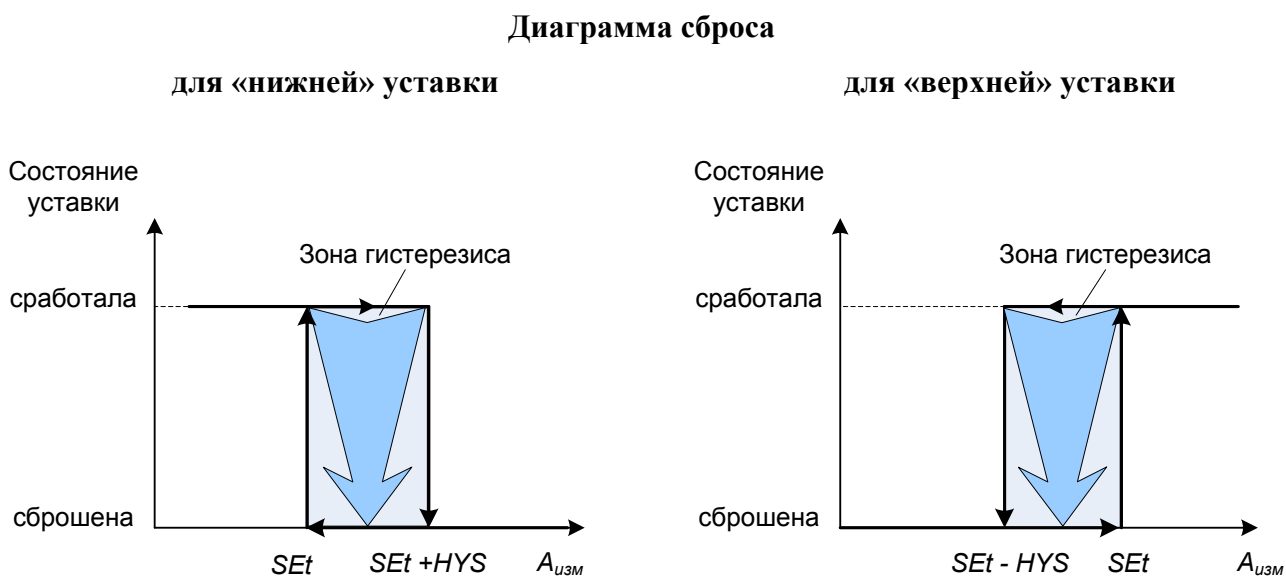 Диаграмма сброса
для «нижней» уставки
для «верхней» уставки
Состояние
уставки
Зона гистерезиса
сработала
сброшена
SEt
SEt +HYS
Aизм
Состояние
уставки
Зона гистерезиса
сработала
сброшена
SEt - HYS
SEt
Aизм